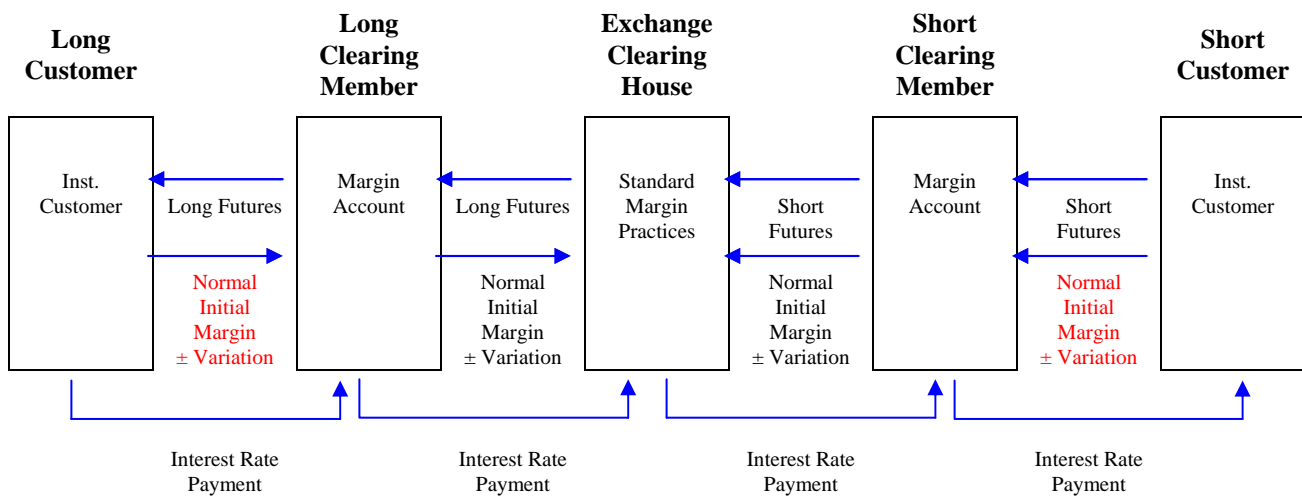 Long
Customer
Long
Clearing
Member
Exchange
Clearing
House
Short
Clearing
Member
Short
Customer
Inst.
Customer
Long Futures
Normal
Initial
Margin
± Variation
Margin
Account
Long Futures
Normal
Initial
Margin
± Variation
Standard
Margin
Practices
Short
Futures
Normal
Initial
Margin
± Variation
Margin
Account
Short
Futures
Normal
Initial
Margin
± Variation
Inst.
Customer
Interest Rate
Payment
Interest Rate
Payment
Interest Rate
Payment
Interest Rate
Payment